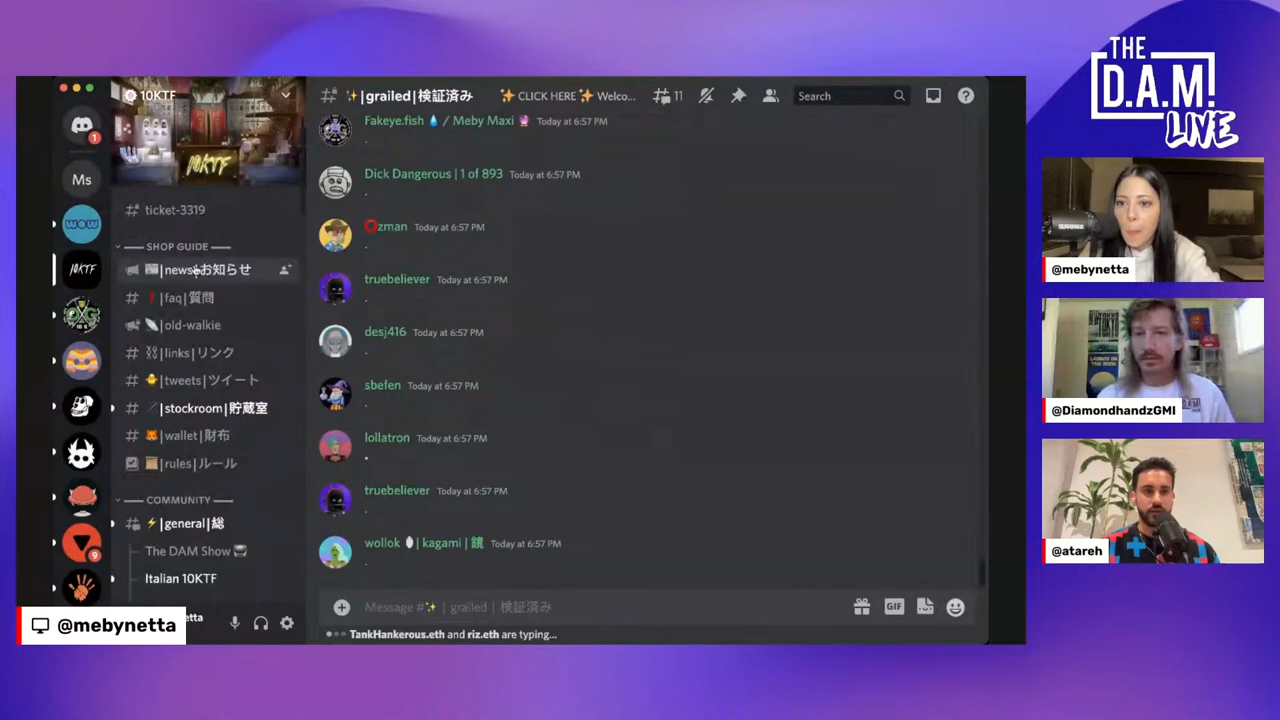 THE
D.A.M!
LIVE
10KTF
1
Ms
WOW
10KTF
9
10KTF
ticket-3319
SHOP GUIDE
|news|お知らせ
|faq|質問
|old-walkie
|links|リンク
|tweets|ツイート
|stockroom|貯蔵室
|wallet|財布
|rules|ルール
COMMUNITY
|general|総
The DAM Show
Italian 10KTF
netta
|grailed|検証済み
CLICK HERE ✨ Welco...
11
Search
Fakeye.fish 💧 / Meby Maxi 🔮 Today at 6:57 PM
.
Dick Dangerous | 1 of 893 Today at 6:57 PM
.
⭕zman Today at 6:57 PM
.
truebeliever Today at 6:57 PM
.
desj416 Today at 6:57 PM
.
sbefen Today at 6:57 PM
.
lollatron Today at 6:57 PM
.
truebeliever Today at 6:57 PM
.
wollok | kagami | 鏡 Today at 6:57 PM
.
Message #✨ | grailed | 検証済み
GIF
TankHankerous.eth and riz.eth are typing...
@mebynetta
@mebynetta
@DiamondhandzGMI
@atareh